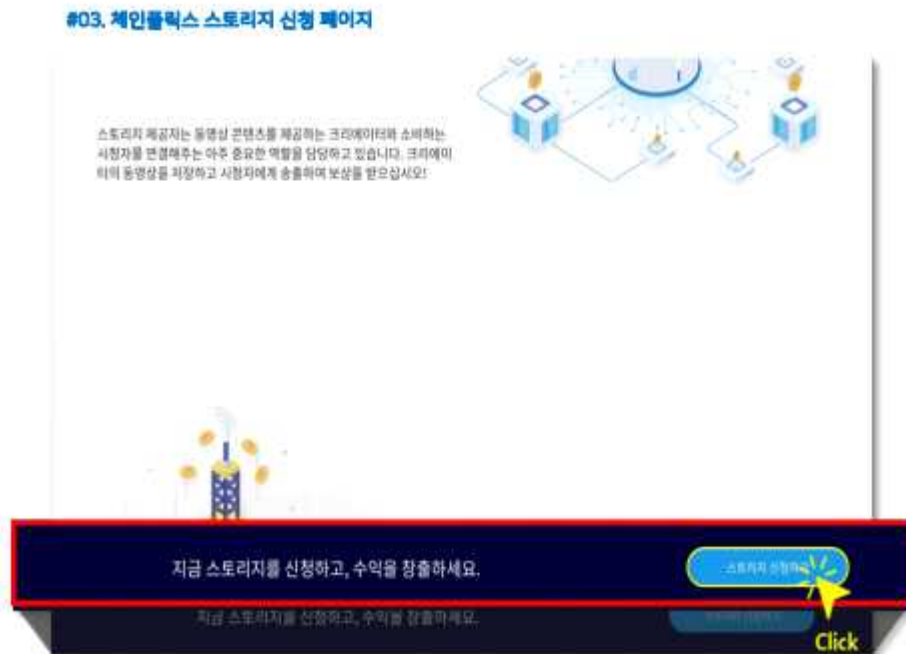 #03. 체인플릭스 스토리지 신청 페이지
스토리지 제공자는 동영상 콘텐츠를 제공하는 크리에이터와 소비하는
시청자를 연결해주는 아주 중요한 역할을 담당하고 있습니다. 크리에이
터의 동영상을 저장하고 시청자에게 송출하여 보상을 받으십시오!
지금 스토리지를 신청하고, 수익을 창출하세요.
스토리지 신청하기
지금 스토리지를 신청하고, 수익을 창출하세요.
Click